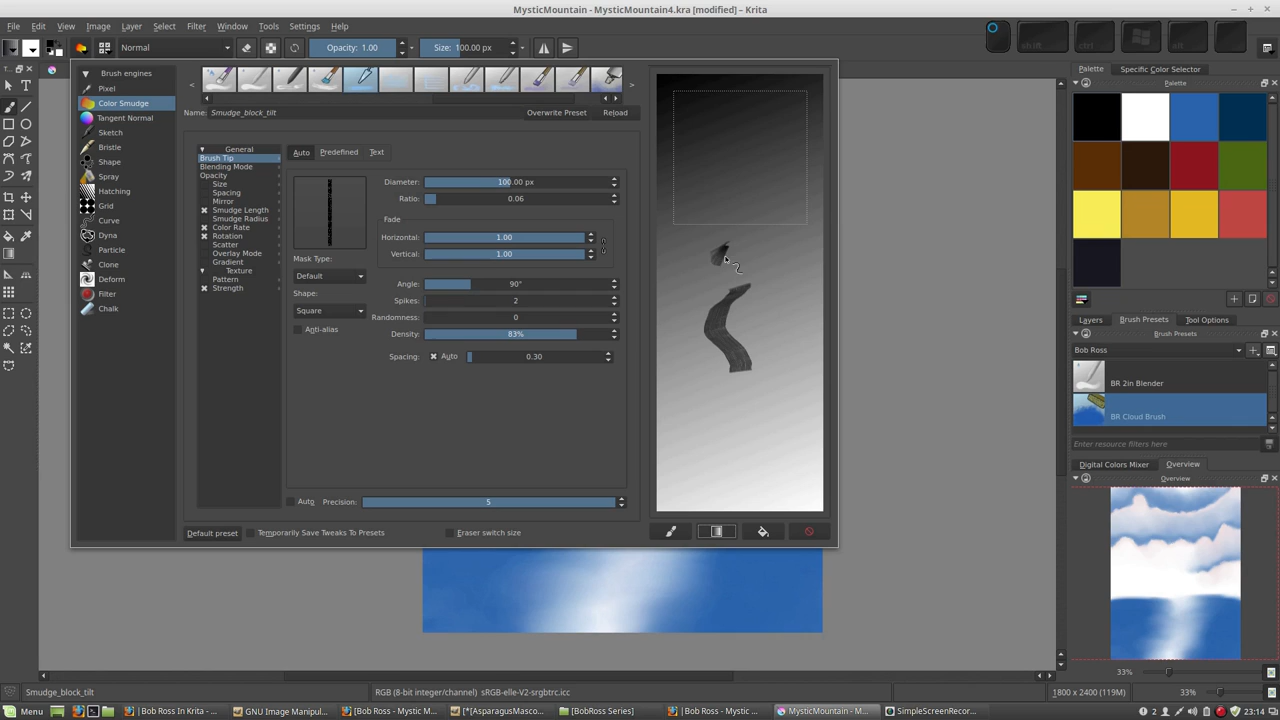 MysticMountain - MysticMountain4.kra [modified] – Krita
File Edit View Image Layer Select Filter Window Tools Settings Help
Normal
Opacity: 1.00
Size: 100.00 px
shift
ctrl
alt
Brush engines
Pixel
Color Smudge
Tangent Normal
Sketch
Bristle
Shape
Spray
Hatching
Grid
Curve
Dyna
Particle
Clone
Deform
Filter
Chalk
Name: Smudge_block_tilt
Overwrite Preset
Reload
General
Brush Tip
Blending Mode
Opacity
Size
Spacing
Mirror
Smudge Length
Smudge Radius
Color Rate
Rotation
Scatter
Overlay Mode
Gradient
Texture
Pattern
Strength
Auto Predefined Text
Diameter: 100.00 px
Ratio: 0.06
Fade
Horizontal: 1.00
Vertical: 1.00
Mask Type:
Default
Shape:
Square
Anti-alias
Angle: 90°
Spikes: 2
Randomness: 0
Density: 83%
Spacing: Auto 0.30
Auto Precision: 5
Default preset
Temporarily Save Tweaks To Presets
Eraser switch size
Palette
Specific Color Selector
Palette
Layers
Brush Presets
Tool Options
Brush Presets
Bob Ross
BR 2in Blender
BR Cloud Brush
Enter resource filters here
Digital Colors Mixer
Overview
Overview
33%
Smudge_block_tilt
RGB (8-bit integer/channel) sRGB-elle-V2-srgbtrc.icc
1800 x 2400 (119M)
33%
Menu
[Bob Ross In Krita - ...
GNU Image Manipul...
[Bob Ross - Mystic M...
[*[AsparagusMasco...
[BobRoss Series]
[Bob Ross - Mystic ...
MysticMountain - M...
SimpleScreenRecor...
23:14